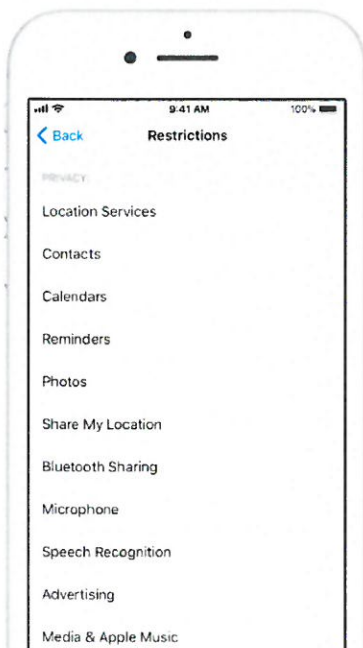 9:41 AM 100%
Back Restrictions
PRIVACY
Location Services
Contacts
Calendars
Reminders
Photos
Share My Location
Bluetooth Sharing
Microphone
Speech Recognition
Advertising
Media & Apple Music